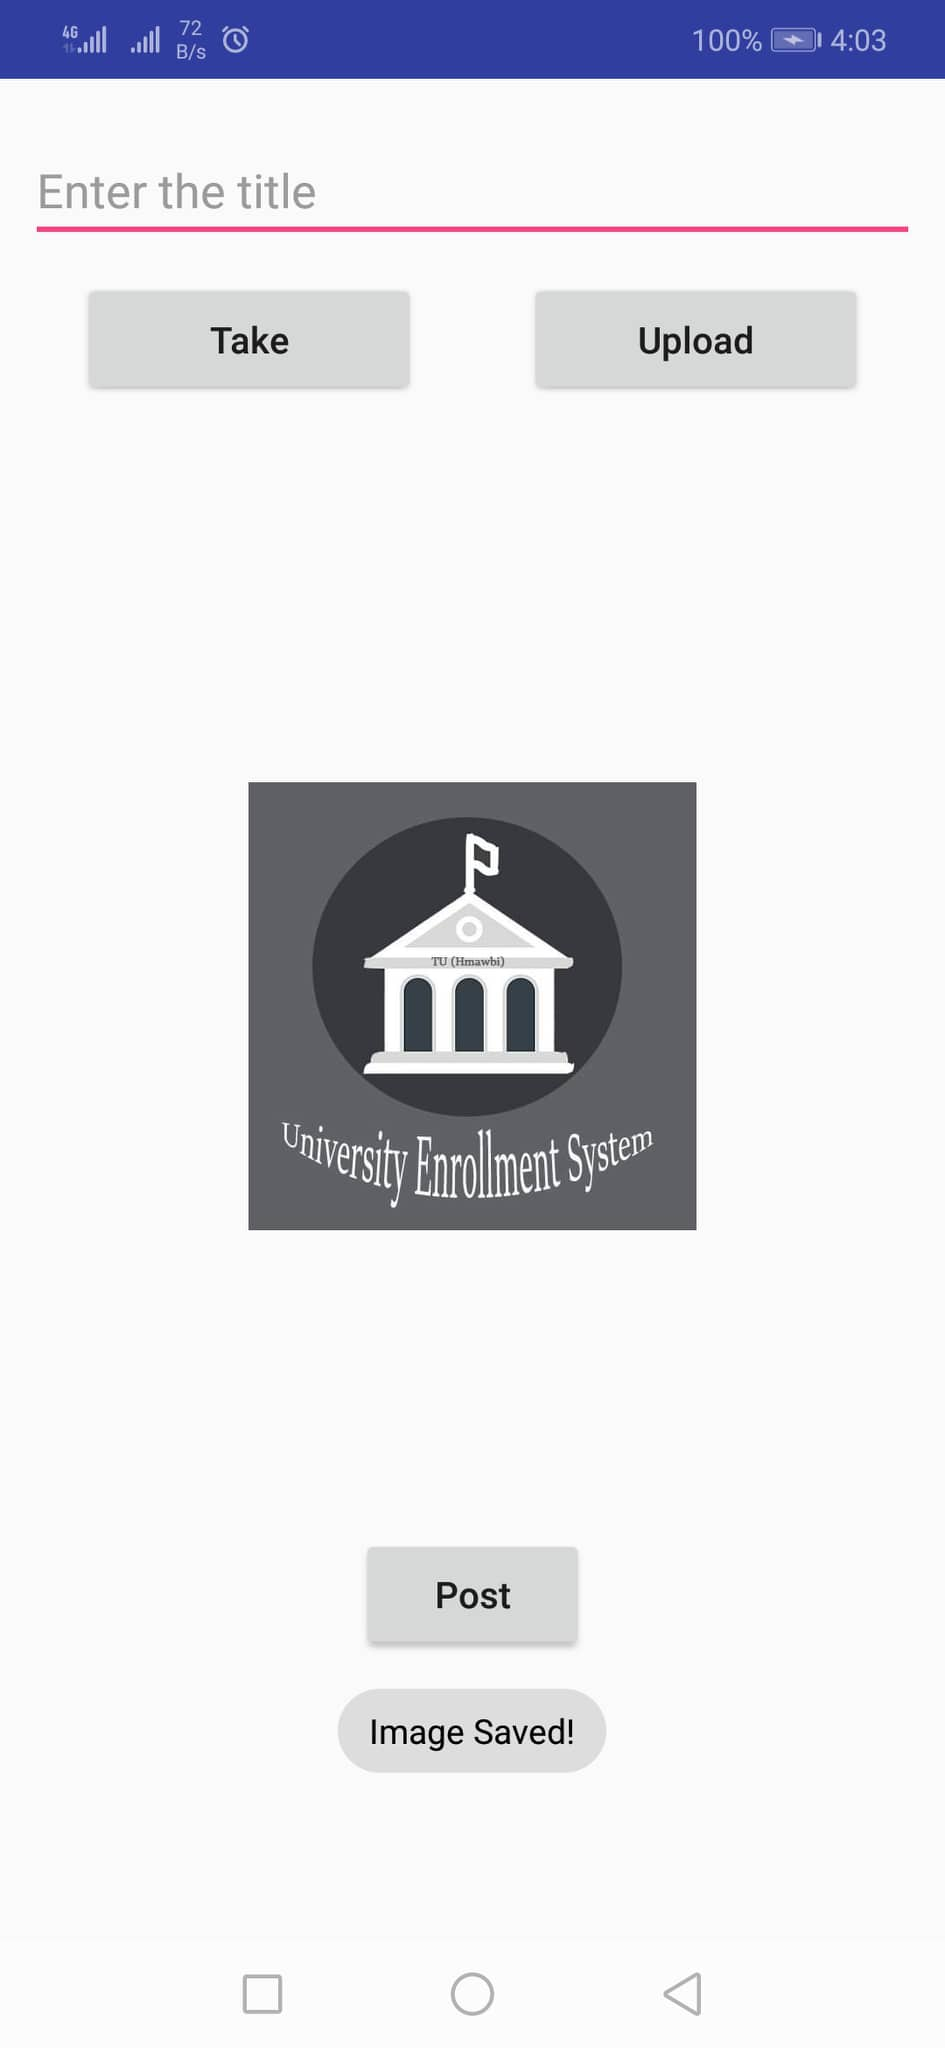 4G 72 B/s 100% 4:03
Enter the title
Take Upload
TU (Hmawbi)
University Enrollment System
Post
Image Saved!